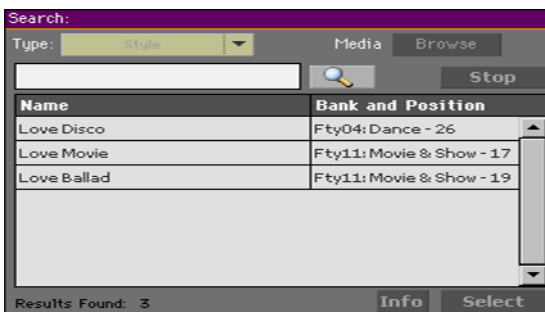 Search:
Type: Style Media Browse
Stop
Name Bank and Position
Love Disco Fty04: Dance - 26
Love Movie Fty11: Movie & Show - 17
Love Ballad Fty11: Movie & Show - 19
Results Found: 3 Info Select